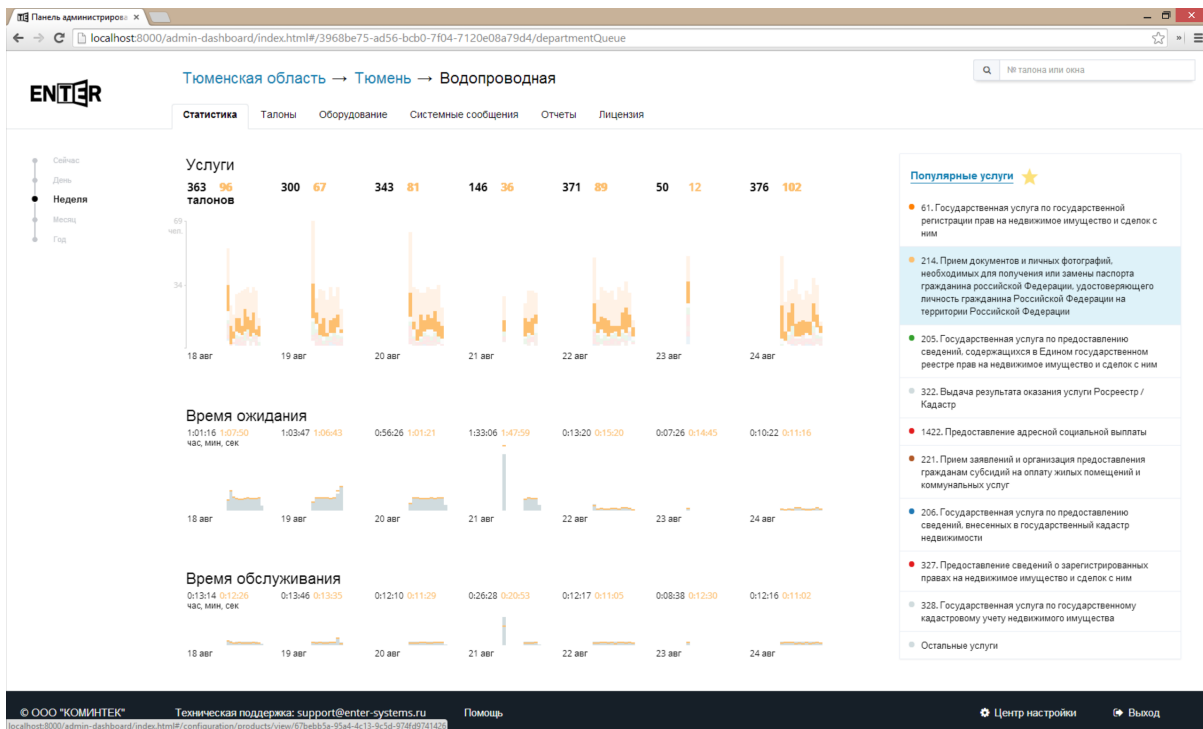 Панель администриров
localhost:8000/admin-dashboard/index.html#/3968be75-ad56-bcb0-7f04-7120e08a79d4/departmentQueue
ENTER
Тюменская область → Тюмень → Водопроводная
№ талона или окна
Статистика Талоны Оборудование Системные сообщения Отчеты Лицензия
Сейчас
День
Неделя
Месяц
Год
Услуги
363 96 300 67 343 81 146 36 371 89 50 12 376 102
талонов
69
чел.
34
18 авг 19 авг 20 авг 21 авг 22 авг 23 авг 24 авг
Время ожидания
1:01:16 1:07:50 1:03:47 1:06:43 0:56:26 1:01:21 1:33:06 1:47:59 0:13:20 0:15:20 0:07:26 0:14:45 0:10:22 0:11:16
час, мин, сек
18 авг 19 авг 20 авг 21 авг 22 авг 23 авг 24 авг
Время обслуживания
0:13:14 0:12:26 0:13:46 0:13:35 0:12:10 0:11:29 0:26:28 0:20:53 0:12:17 0:11:05 0:08:38 0:12:30 0:12:16 0:11:02
час, мин, сек
18 авг 19 авг 20 авг 21 авг 22 авг 23 авг 24 авг
Популярные услуги
61. Государственная услуга по государственной
регистрации прав на недвижимое имущество и сделок с
ним
214. Прием документов и личных фотографий,
необходимых для получения или замены паспорта
гражданина российской Федерации, удостоверяющего
личность гражданина Российской Федерации на
территории Российской Федерации
205. Государственная услуга по предоставлению
сведений, содержащихся в Едином государственном
реестре прав на недвижимое имущество и сделок с ним
322. Выдача результата оказания услуги Росреестр /
Кадастр
1422. Предоставление адресной социальной выплаты
221. Прием заявлений и организация предоставления
гражданам субсидий на оплату жилых помещений и
коммунальных услуг
206. Государственная услуга по предоставлению
сведений, внесенных в государственный кадастр
недвижимости
327. Предоставление сведений о зарегистрированных
правах на недвижимое имущество и сделок с ним
328. Государственная услуга по государственному
кадастровому учету недвижимого имущества
Остальные услуги
© ООО "КОМИНТЕК" Техническая поддержка: support@enter-systems.ru Помощь Центр настройки Выход
localhost:8000/admin-dashboard/index.html#/configuration/products/view/67bebb5a-95a4-4c13-9c5d-974fd9741426